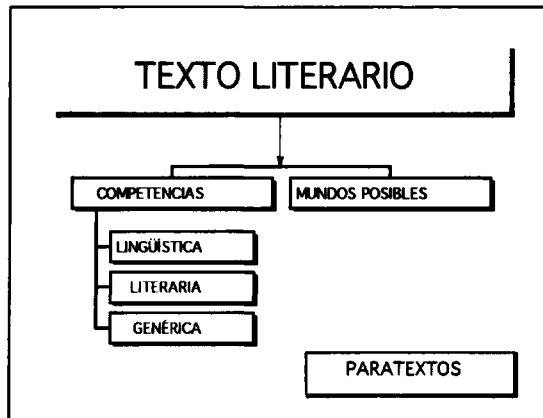 TEXTO LITERARIO
COMPETENCIAS
MUNDOS POSIBLES
LINGÜÍSTICA
LITERARIA
GENÉRICA
PARATEXTOS